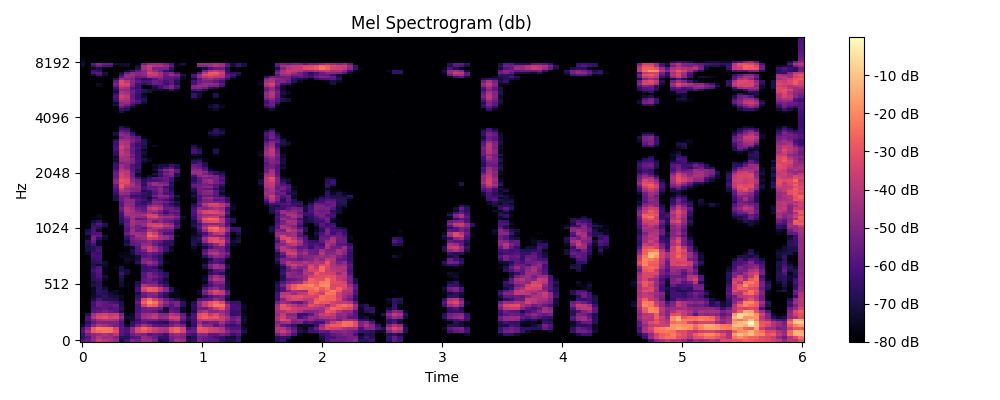 Mel Spectrogram (db)
8192
4096
2048
1024
512
0
Hz
0 1 2 3 4 5 6
Time
-10 dB
-20 dB
-30 dB
-40 dB
-50 dB
-60 dB
-70 dB
-80 dB